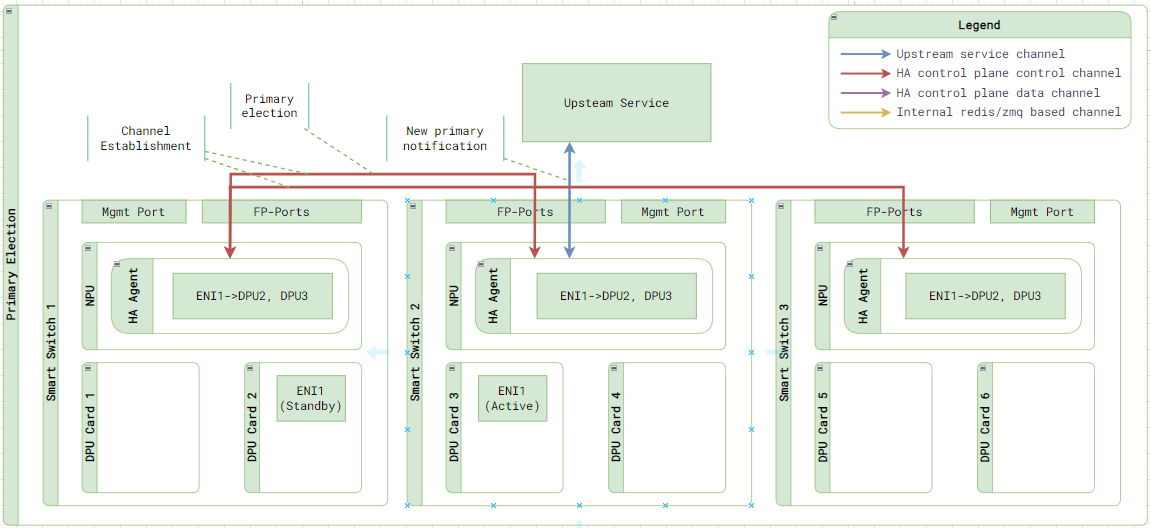 Primary Election
Legend
Upstream service channel
HA control plane control channel
HA control plane data channel
Internal redis/zmq based channel
Upsteam Service
Primary
election
Channel
Establishment
New primary
notification
Smart Switch 1
Mgmt Port
FP-Ports
NPU
HA Agent
ENI1->DPU2, DPU3
DPU Card 1
DPU Card 2
ENI1
(Standby)
Smart Switch 2
FP-Ports
Mgmt Port
NPU
HA Agent
ENI1->DPU2, DPU3
DPU Card 3
ENI1
(Active)
DPU Card 4
Smart Switch 3
FP-Ports
Mgmt Port
NPU
HA Agent
ENI1->DPU2, DPU3
DPU Card 5
DPU Card 6